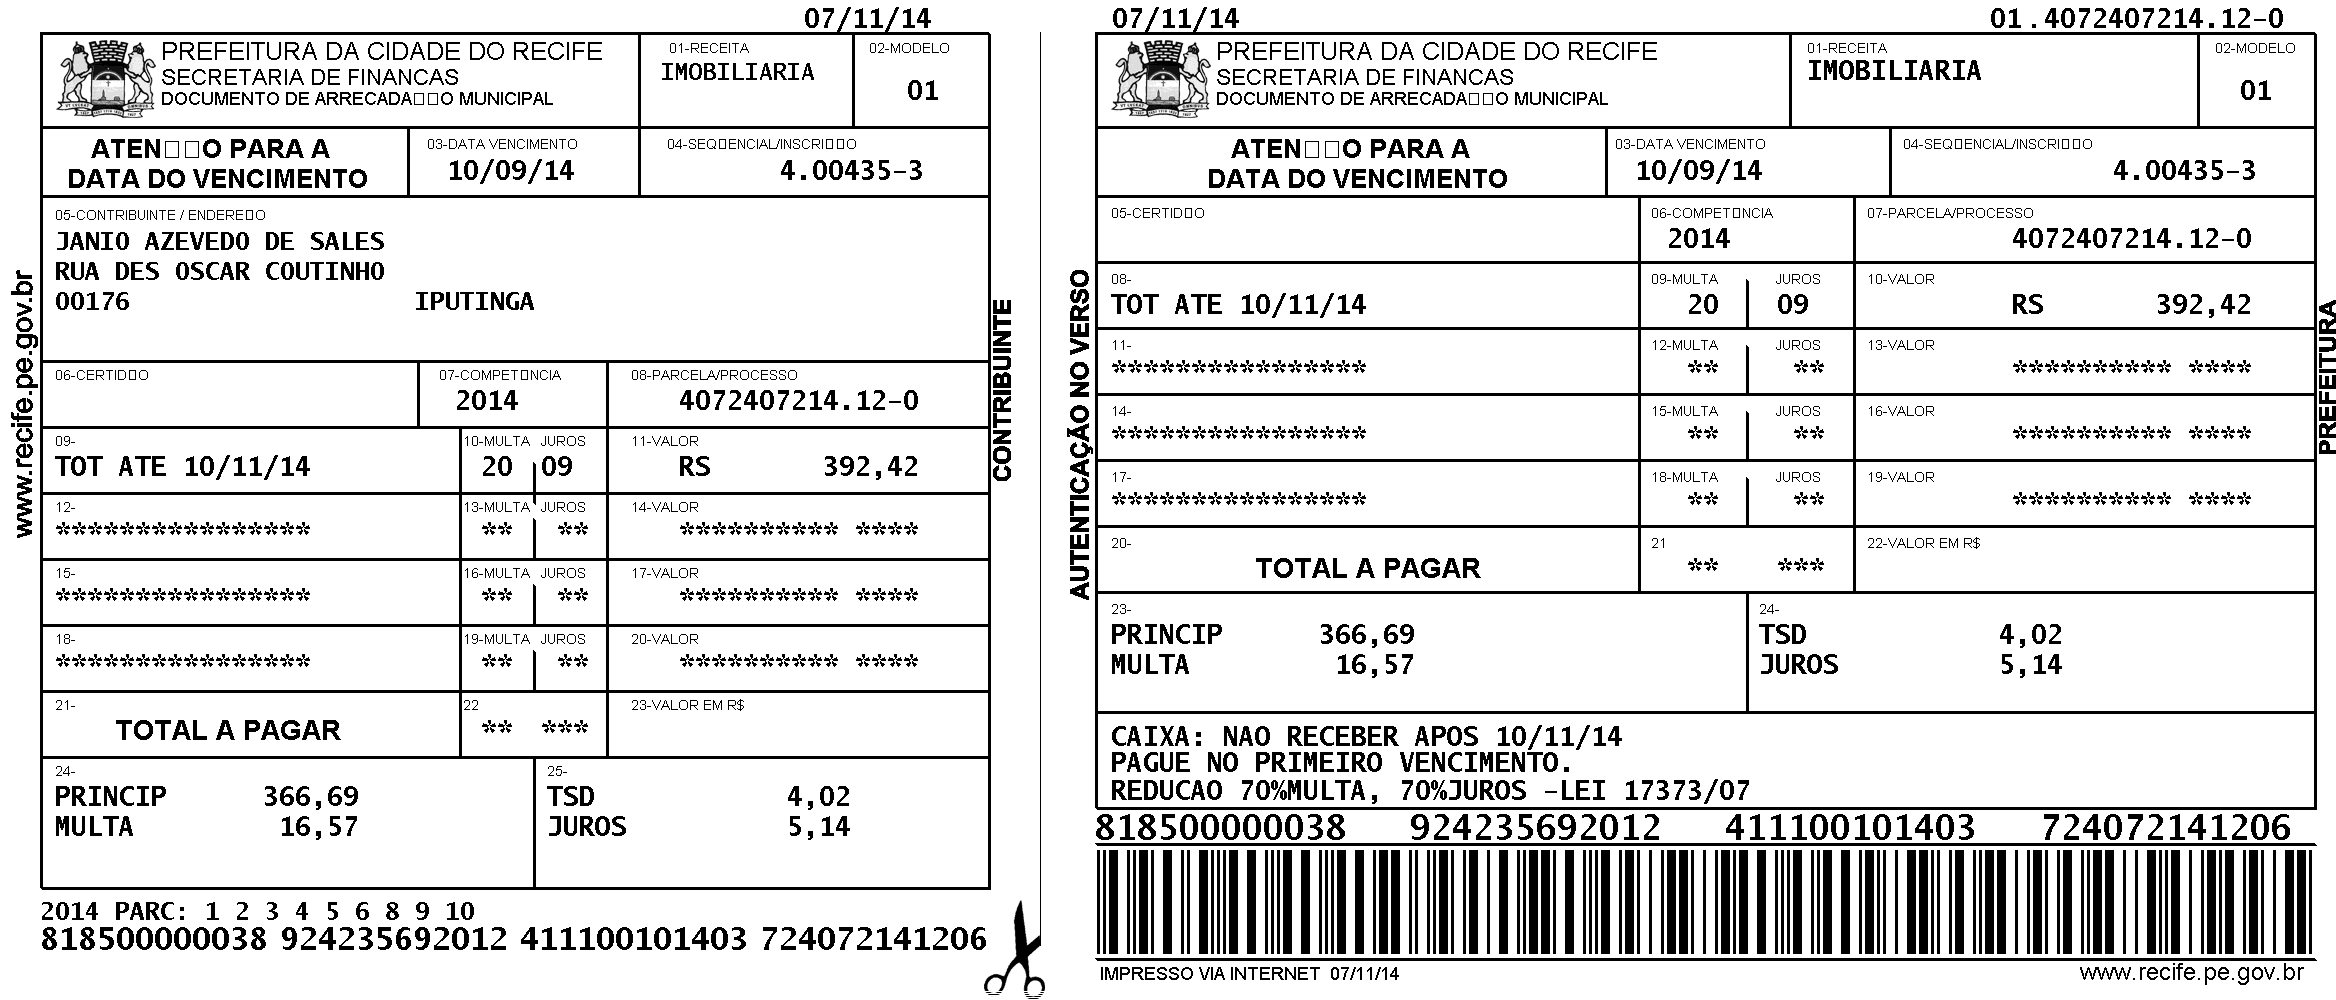 07/11/14
PREFEITURA DA CIDADE DO RECIFE
SECRETARIA DE FINANCAS
DOCUMENTO DE ARRECADA□□O MUNICIPAL
01-RECEITA
IMOBILIARIA
02-MODELO
01
ATEN□□O PARA A
DATA DO VENCIMENTO
03-DATA VENCIMENTO
10/09/14
04-SEQ□ENCIAL/INSCRI□□O
4.00435-3
05-CONTRIBUINTE / ENDERE□O
JANIO AZEVEDO DE SALES
RUA DES OSCAR COUTINHO
00176 IPUTINGA
06-CERTID□O
07-COMPET□NCIA
2014
08-PARCELA/PROCESSO
4072407214.12-0
09-
TOT ATE 10/11/14
10-MULTA JUROS
20 09
11-VALOR
RS 392,42
12-
****************
13-MULTA JUROS
** **
14-VALOR
********** ****
15-
****************
16-MULTA JUROS
** **
17-VALOR
********** ****
18-
****************
19-MULTA JUROS
** **
20-VALOR
********** ****
21-
TOTAL A PAGAR
22
** ***
23-VALOR EM R$
24-
PRINCIP 366,69
MULTA 16,57
25-
TSD 4,02
JUROS 5,14
2014 PARC: 1 2 3 4 5 6 8 9 10
818500000038 924235692012 411100101403 724072141206
www.recife.pe.gov.br
CONTRIBUINTE
07/11/14
01.4072407214.12-0
PREFEITURA DA CIDADE DO RECIFE
SECRETARIA DE FINANCAS
DOCUMENTO DE ARRECADA□□O MUNICIPAL
01-RECEITA
IMOBILIARIA
02-MODELO
01
ATEN□□O PARA A
DATA DO VENCIMENTO
03-DATA VENCIMENTO
10/09/14
04-SEQ□ENCIAL/INSCRI□□O
4.00435-3
05-CERTID□O
06-COMPET□NCIA
2014
07-PARCELA/PROCESSO
4072407214.12-0
08-
TOT ATE 10/11/14
09-MULTA JUROS
20 09
10-VALOR
RS 392,42
11-
****************
12-MULTA JUROS
** **
13-VALOR
********** ****
14-
****************
15-MULTA JUROS
** **
16-VALOR
********** ****
17-
****************
18-MULTA JUROS
** **
19-VALOR
********** ****
20-
TOTAL A PAGAR
21
** ***
22-VALOR EM R$
23-
PRINCIP 366,69
MULTA 16,57
24-
TSD 4,02
JUROS 5,14
CAIXA: NAO RECEBER APOS 10/11/14
PAGUE NO PRIMEIRO VENCIMENTO.
REDUCAO 70%MULTA, 70%JUROS -LEI 17373/07
818500000038 924235692012 411100101403 724072141206
IMPRESSO VIA INTERNET 07/11/14
www.recife.pe.gov.br
AUTENTICAÇÃO NO VERSO
PREFEITURA